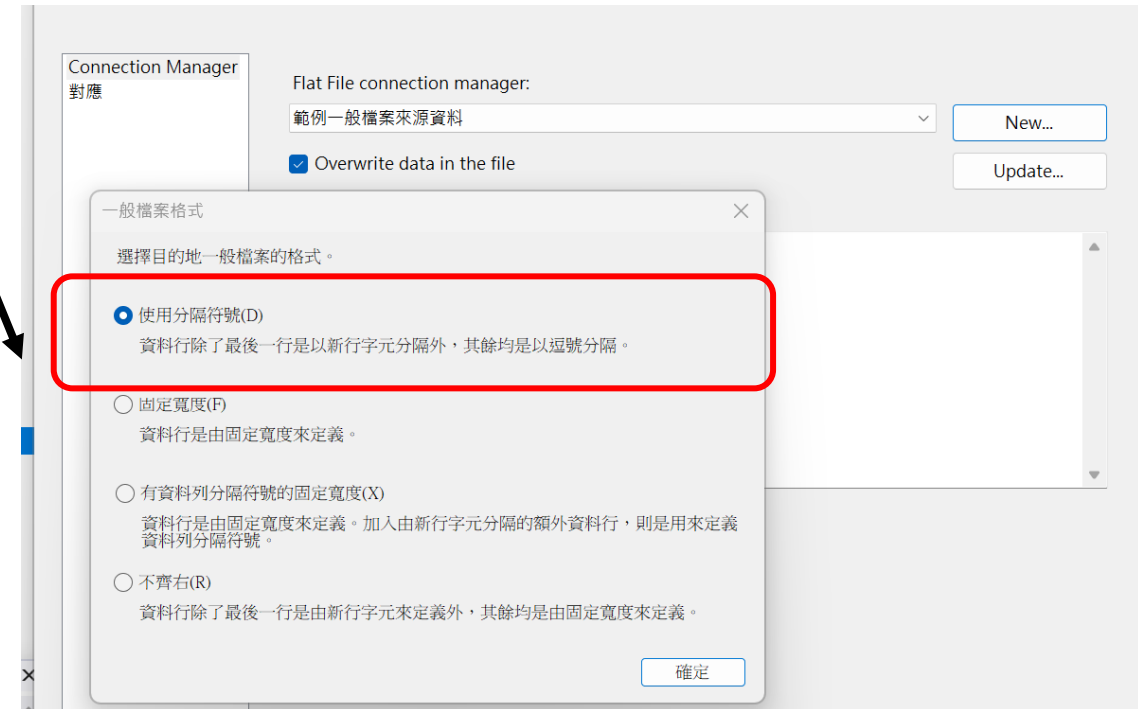 Connection Manager
對應
Flat File connection manager:
範例一般檔案來源資料
New...
Overwrite data in the file
Update...
一般檔案格式
選擇目的地一般檔案的格式。
使用分隔符號(D)
資料行除了最後一行是以新行字元分隔外，其餘均是以逗號分隔。
固定寬度(F)
資料行是由固定寬度來定義。
有資料列分隔符號的固定寬度(X)
資料行是由固定寬度來定義。加入由新行字元分隔的額外資料行，則是用來定義
資料列分隔符號。
不齊右(R)
資料行除了最後一行是由新行字元來定義外，其餘均是由固定寬度來定義。
確定